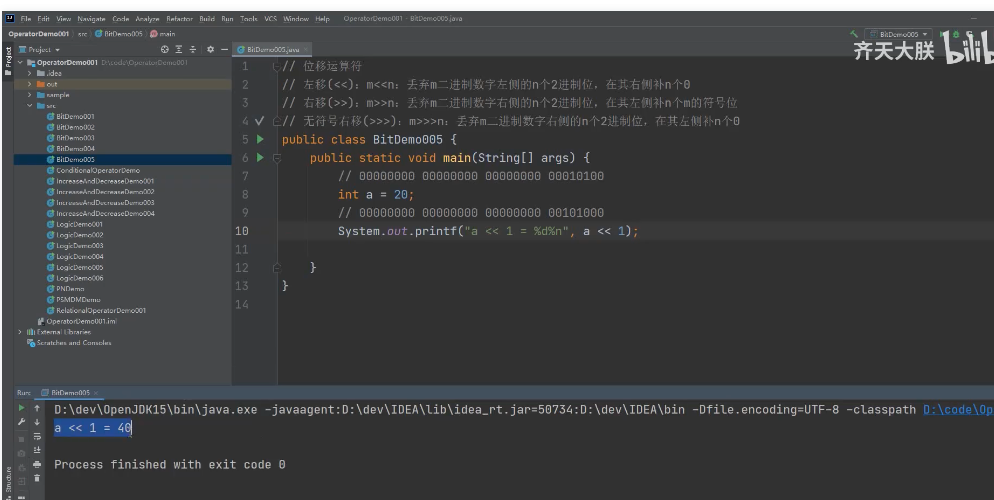 File Edit View Navigate Code Analyze Refactor Build Run Tools VCS Window Help OperatorDemo001 - BitDemo005.java
OperatorDemo001 src BitDemo005 main BitDemo005
齐天大朕 bilibili
Project
Project
BitDemo005.java
OperatorDemo001 D:\code\OperatorDemo001
.idea
out
sample
src
BitDemo001
BitDemo002
BitDemo003
BitDemo004
BitDemo005
ConditionalOperatorDemo
IncreaseAndDecreaseDemo001
IncreaseAndDecreaseDemo002
IncreaseAndDecreaseDemo003
IncreaseAndDecreaseDemo004
LogicDemo001
LogicDemo002
LogicDemo003
LogicDemo004
LogicDemo005
LogicDemo006
PNDemo
PSMDMDemo
RelationalOperatorDemo001
OperatorDemo001.iml
External Libraries
Scratches and Consoles
1 // 位移运算符
2 // 左移(<<): m<<n: 丢弃m二进制数字左侧的n个2进制位, 在其右侧补n个0
3 // 右移(>>): m>>n: 丢弃m二进制数字右侧的n个2进制位, 在其左侧补n个m的符号位
4 // 无符号右移(>>>): m>>>n: 丢弃m二进制数字右侧的n个2进制位, 在其左侧补n个0
5 public class BitDemo005 {
6 public static void main(String[] args) {
7 // 00000000 00000000 00000000 00010100
8 int a = 20;
9 // 00000000 00000000 00000000 00101000
10 System.out.printf("a << 1 = %d%n", a << 1);
11
12 }
13 }
14
Run: BitDemo005
D:\dev\OpenJDK15\bin\java.exe -javaagent:D:\dev\IDEA\lib\idea_rt.jar=50734:D:\dev\IDEA\bin -Dfile.encoding=UTF-8 -classpath D:\code\Op
a << 1 = 40
Process finished with exit code 0
Structure